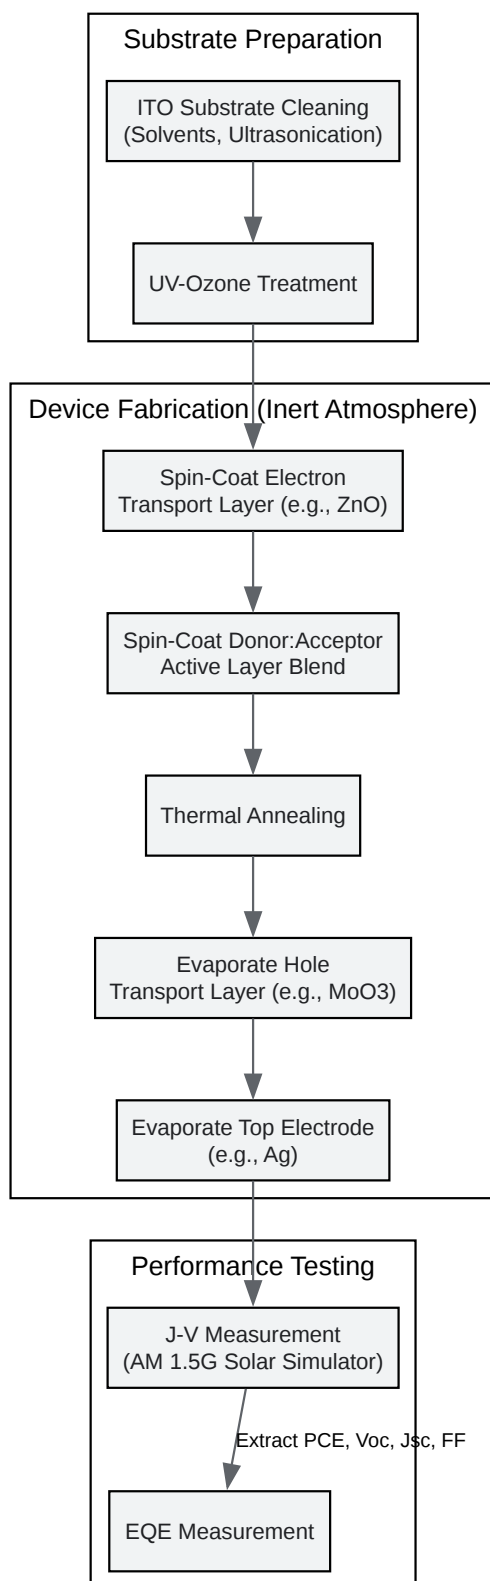 Substrate Preparation
ITO Substrate Cleaning
(Solvents, Ultrasonication)
UV-Ozone Treatment
Device Fabrication (Inert Atmosphere)
Spin-Coat Electron
Transport Layer (e.g., ZnO)
Spin-Coat Donor:Acceptor
Active Layer Blend
Thermal Annealing
Evaporate Hole
Transport Layer (e.g., MoO3)
Evaporate Top Electrode
(e.g., Ag)
Performance Testing
J-V Measurement
(AM 1.5G Solar Simulator)
Extract PCE, Voc, Jsc, FF
EQE Measurement